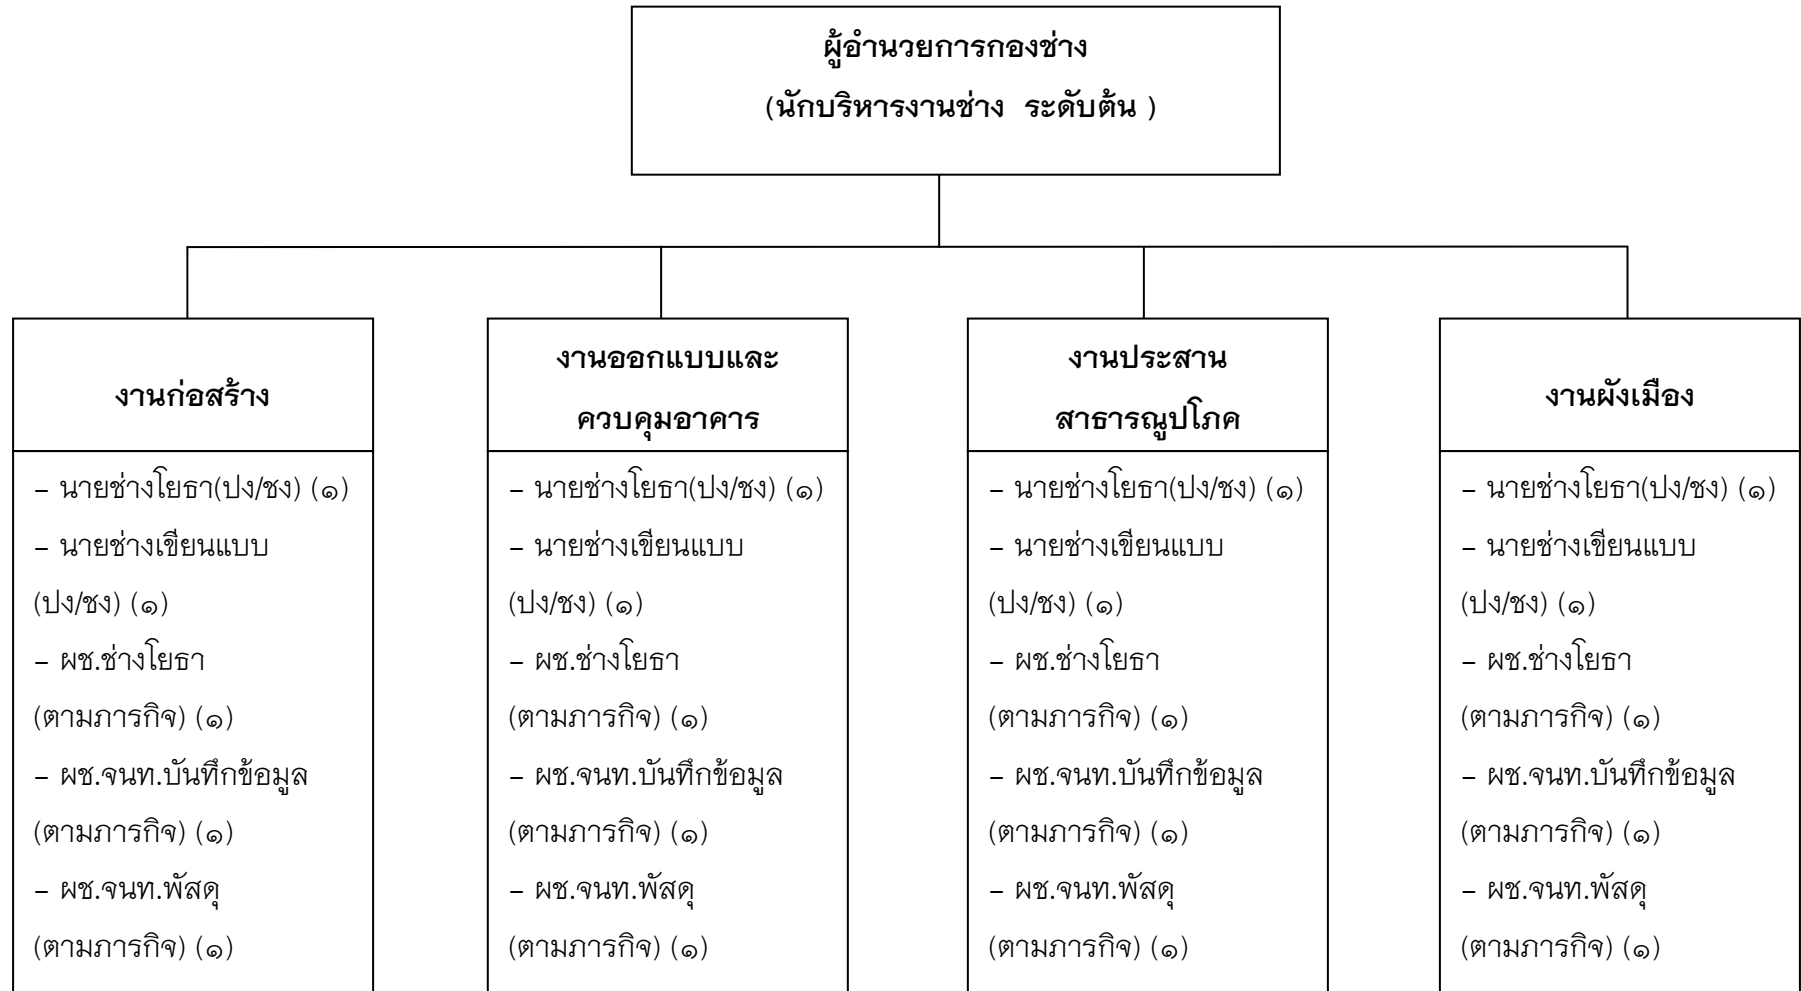 ผู้อำนวยการกองช่าง
(นักบริหารงานช่าง ระดับต้น )
งานก่อสร้าง
– นายช่างโยธา(ปง/ชง) (๑)
– นายช่างเขียนแบบ
(ปง/ชง) (๑)
– ผช.ช่างโยธา
(ตามภารกิจ) (๑)
– ผช.จนท.บันทึกข้อมูล
(ตามภารกิจ) (๑)
– ผช.จนท.พัสดุ
(ตามภารกิจ) (๑)
งานออกแบบและ
ควบคุมอาคาร
– นายช่างโยธา(ปง/ชง) (๑)
– นายช่างเขียนแบบ
(ปง/ชง) (๑)
– ผช.ช่างโยธา
(ตามภารกิจ) (๑)
– ผช.จนท.บันทึกข้อมูล
(ตามภารกิจ) (๑)
– ผช.จนท.พัสดุ
(ตามภารกิจ) (๑)
งานประสาน
สาธารณูปโภค
– นายช่างโยธา(ปง/ชง) (๑)
– นายช่างเขียนแบบ
(ปง/ชง) (๑)
– ผช.ช่างโยธา
(ตามภารกิจ) (๑)
– ผช.จนท.บันทึกข้อมูล
(ตามภารกิจ) (๑)
– ผช.จนท.พัสดุ
(ตามภารกิจ) (๑)
งานผังเมือง
– นายช่างโยธา(ปง/ชง) (๑)
– นายช่างเขียนแบบ
(ปง/ชง) (๑)
– ผช.ช่างโยธา
(ตามภารกิจ) (๑)
– ผช.จนท.บันทึกข้อมูล
(ตามภารกิจ) (๑)
– ผช.จนท.พัสดุ
(ตามภารกิจ) (๑)